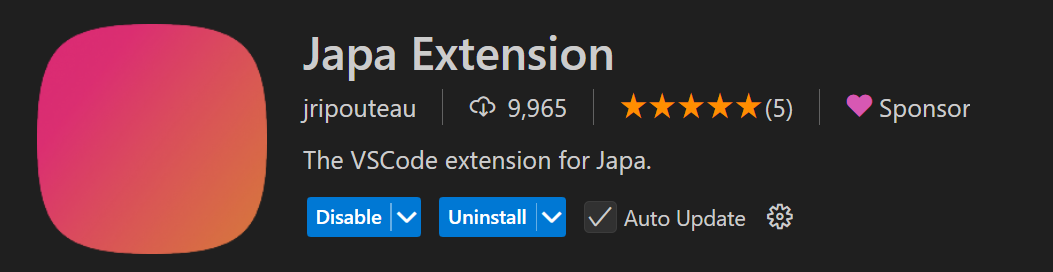 Japa Extension
jripouteau 9,965 (5) Sponsor
The VSCode extension for Japa.
Disable Uninstall Auto Update